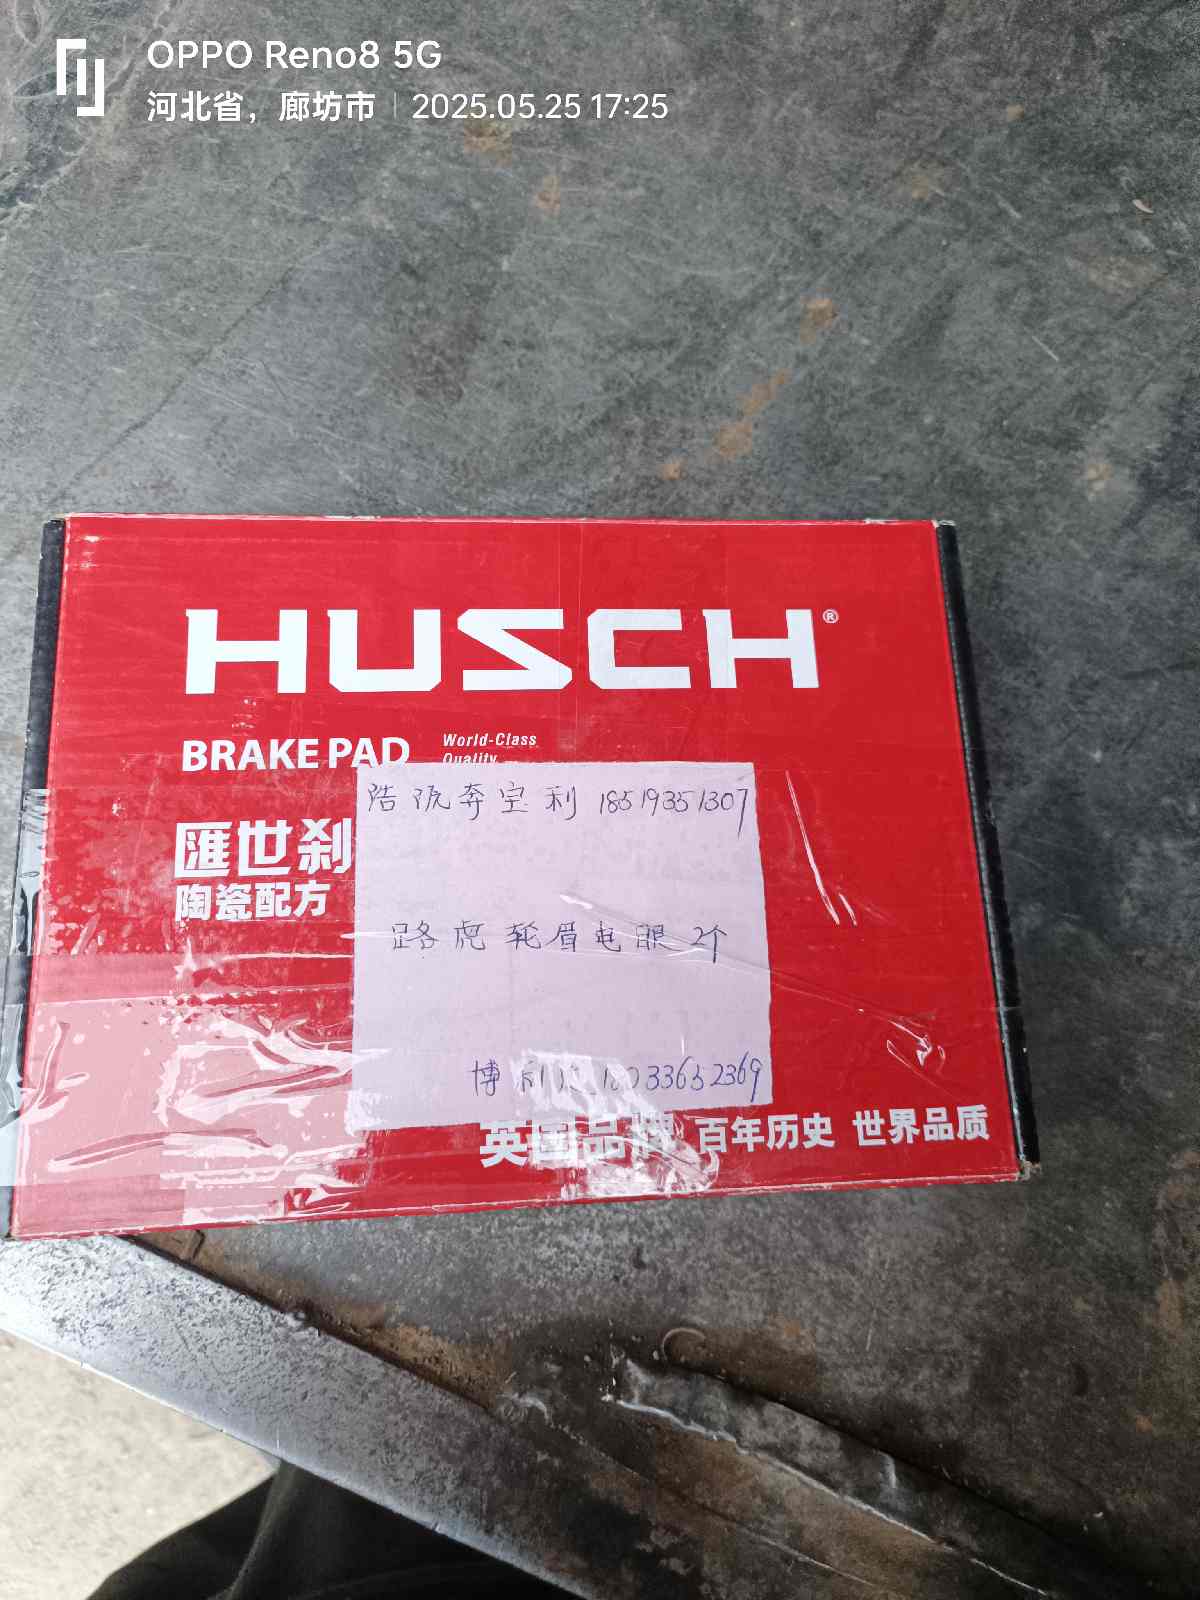 OPPO Reno8 5G
河北省，廊坊市 | 2025.05.25 17:25
HUSCH®
BRAKE PAD
World-Class
Quality
浩 奔宝利 18519351307
匯世刹
陶瓷配方
路虎轮眉电眼2个
博 18033652369
英国品牌 百年历史 世界品质